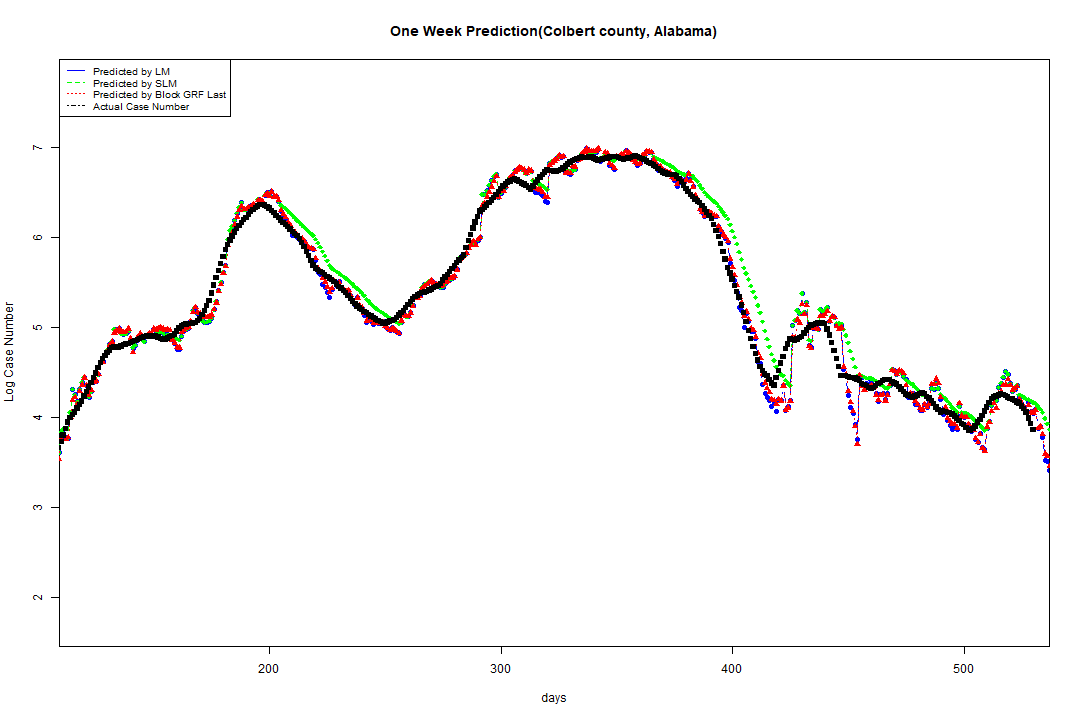 One Week Prediction(Colbert county, Alabama)
Predicted by LM
Predicted by SLM
Predicted by Block GRF Last
Actual Case Number
7
6
5
4
3
2
Log Case Number
200 300 400 500
days